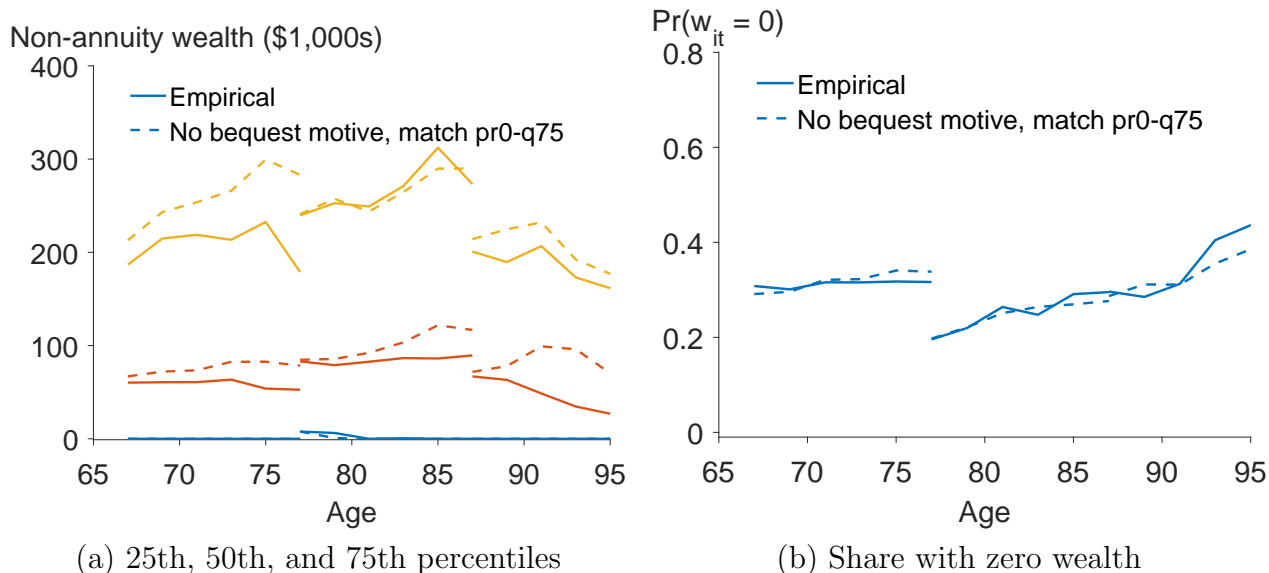 Non-annuity wealth ($1,000s)
400
300
200
100
0
Empirical
No bequest motive, match pr0-q75
65 70 75 80 85 90 95
Age
(a) 25th, 50th, and 75th percentiles
Pr(w_it = 0)
0.8
0.6
0.4
0.2
0
Empirical
No bequest motive, match pr0-q75
65 70 75 80 85 90 95
Age
(b) Share with zero wealth